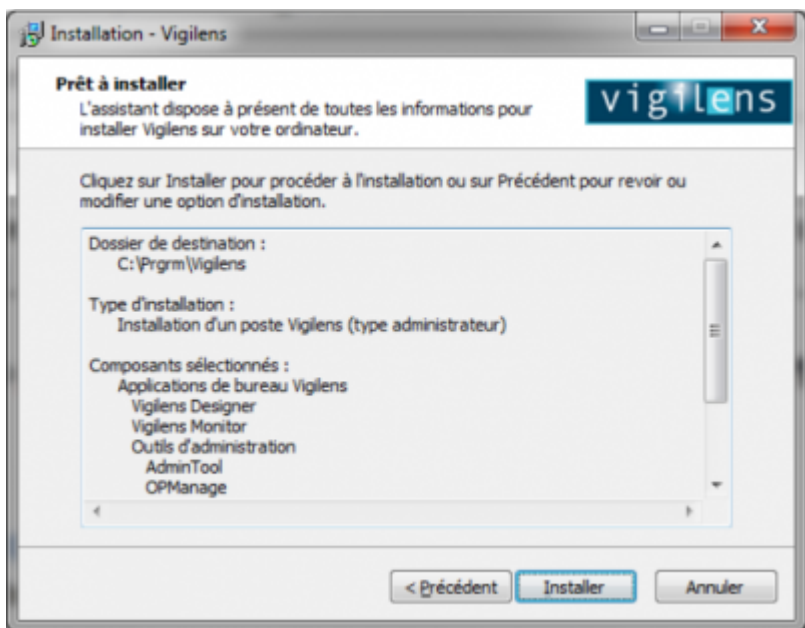 Installation - Vigilens
Prêt à installer
L'assistant dispose à présent de toutes les informations pour
installer Vigilens sur votre ordinateur.
vigilens
Cliquez sur Installer pour procéder à l'installation ou sur Précédent pour revoir ou
modifier une option d'installation.
Dossier de destination :
C:\Prgrm\Vigilens
Type d'installation :
Installation d'un poste Vigilens (type administrateur)
Composants sélectionnés :
Applications de bureau Vigilens
Vigilens Designer
Vigilens Monitor
Outils d'administration
AdminTool
OPManage
< Précédent
Installer
Annuler